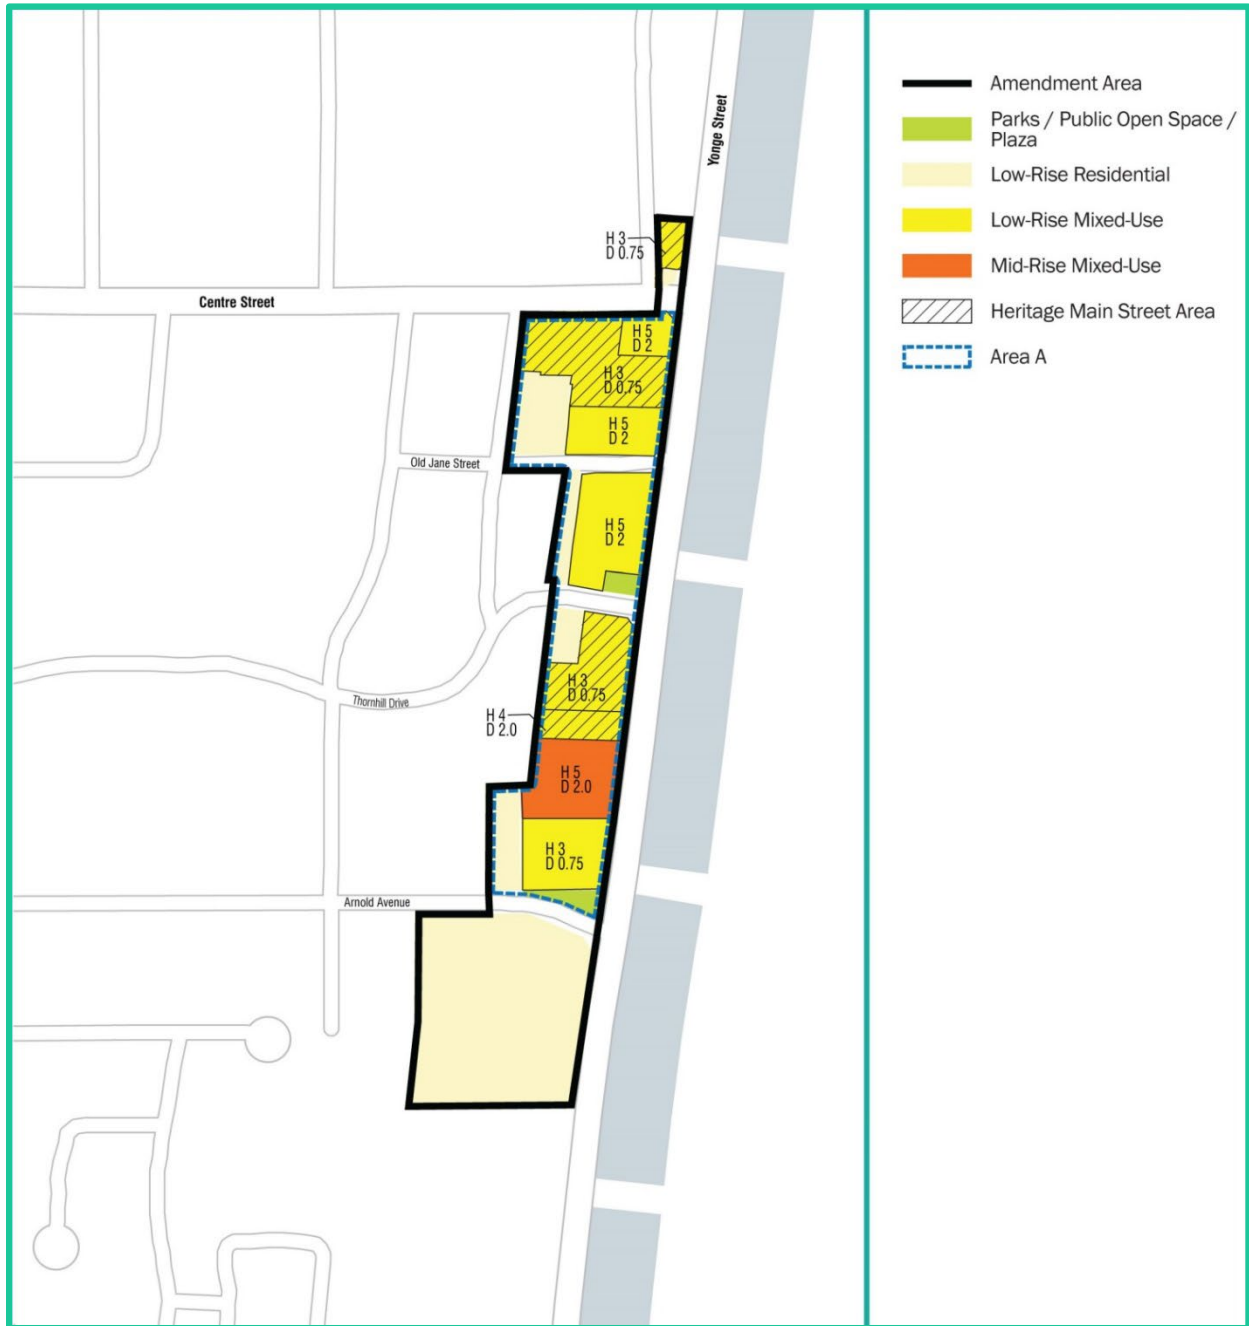 Yonge Street
H 3
D 0.75
Centre Street
H 5
D 2
H 3
D 0.75
H 5
D 2
Old Jane Street
H 5
D 2
H 3
D 0.75
Thornhill Drive
H 4
D 2.0
H 5
D 2.0
H 3
D 0.75
Arnold Avenue
Amendment Area
Parks / Public Open Space /
Plaza
Low-Rise Residential
Low-Rise Mixed-Use
Mid-Rise Mixed-Use
Heritage Main Street Area
Area A